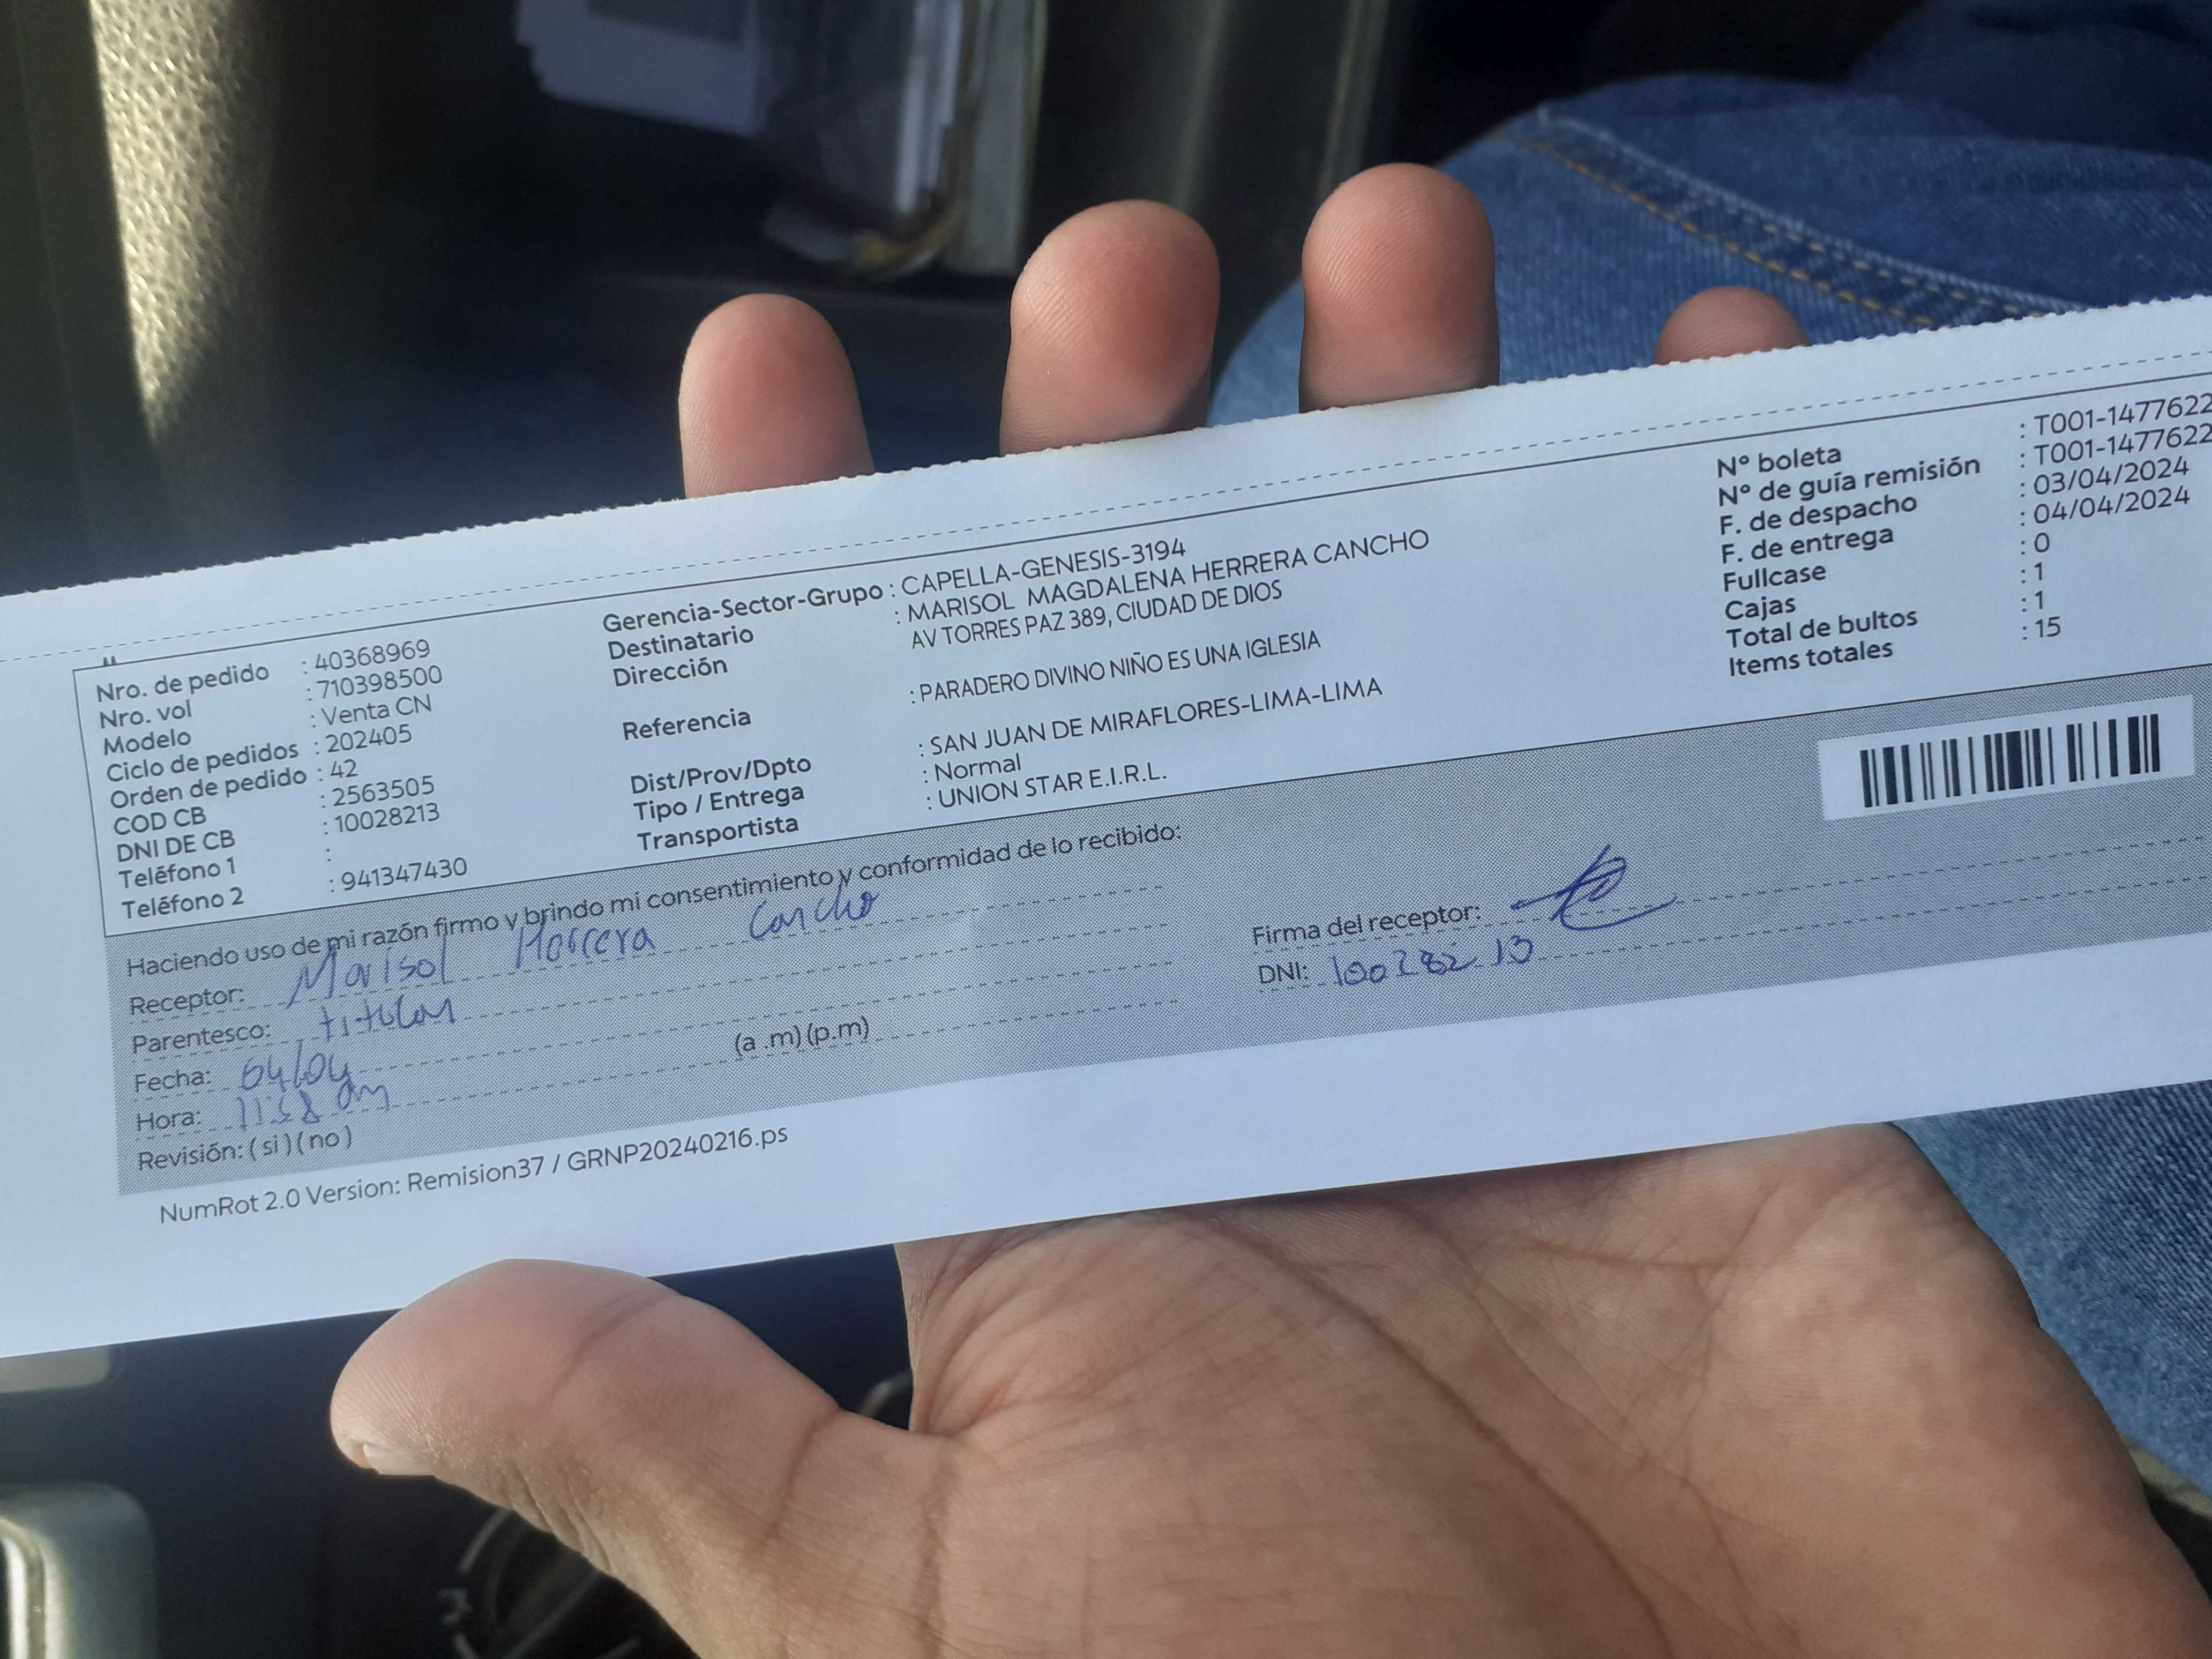 Nro. de pedido : 40368969
Nro. vol : 710398500
Modelo : Venta CN
Ciclo de pedidos : 202405
Orden de pedido : 42
COD CB : 2563505
DNI DE CB : 10028213
Teléfono 1 :
Teléfono 2 : 941347430
Gerencia-Sector-Grupo : CAPELLA-GENESIS-3194
Destinatario : MARISOL MAGDALENA HERRERA CANCHO
Dirección AV TORRES PAZ 389, CIUDAD DE DIOS
Referencia : PARADERO DIVINO NIÑO ES UNA IGLESIA
Dist/Prov/Dpto : SAN JUAN DE MIRAFLORES-LIMA-LIMA
Tipo / Entrega : Normal
Transportista : UNION STAR E.I.R.L.
Nº boleta : T001-1477622
Nº de guía remisión : T001-1477622
F. de despacho : 03/04/2024
F. de entrega : 04/04/2024
Fullcase : 0
Cajas : 1
Total de bultos : 1
Items totales : 15
Haciendo uso de mi razón firmo y brindo mi consentimiento y conformidad de lo recibido:
Receptor: Marisol Herrera Cancho
Parentesco: titular
Fecha: 04/04
Hora: 11:58 am (a .m) (p.m)
Revisión: ( si ) ( no )
Firma del receptor:
DNI: 10028213
NumRot 2.0 Version: Remision37 / GRNP20240216.ps